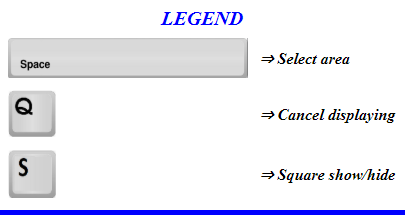 LEGEND
Space ⇒ Select area
Q ⇒ Cancel displaying
S ⇒ Square show/hide